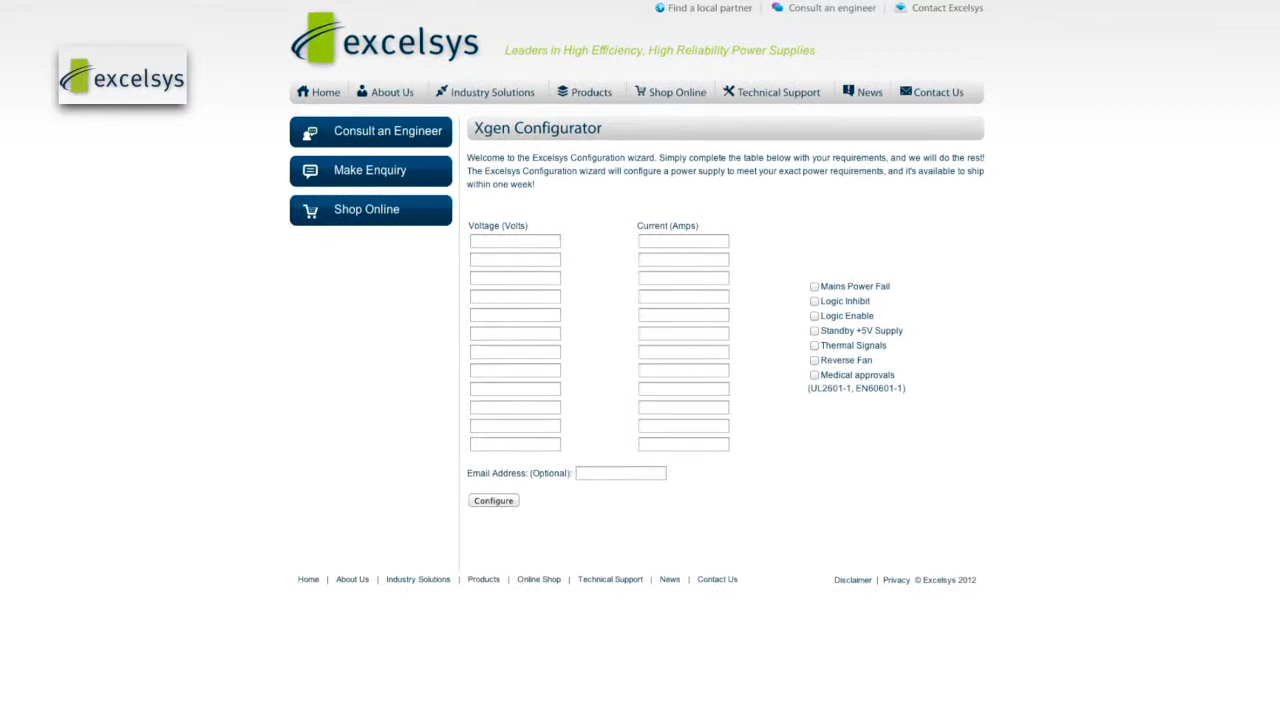 Find a local partner | Consult an engineer | Contact Excelsys
excelsys
Leaders in High Efficiency, High Reliability Power Supplies
excelsys
Home About Us Industry Solutions Products Shop Online Technical Support News Contact Us
Consult an Engineer
Make Enquiry
Shop Online
Xgen Configurator
Welcome to the Excelsys Configuration wizard. Simply complete the table below with your requirements, and we will do the rest!
The Excelsys Configuration wizard will configure a power supply to meet your exact power requirements, and it's available to ship
within one week!
Voltage (Volts) Current (Amps)
Mains Power Fail
Logic Inhibit
Logic Enable
Standby +5V Supply
Thermal Signals
Reverse Fan
Medical approvals
(UL2601-1, EN60601-1)
Email Address: (Optional):
Configure
Home | About Us | Industry Solutions | Products | Online Shop | Technical Support | News | Contact Us
Disclaimer | Privacy © Excelsys 2012